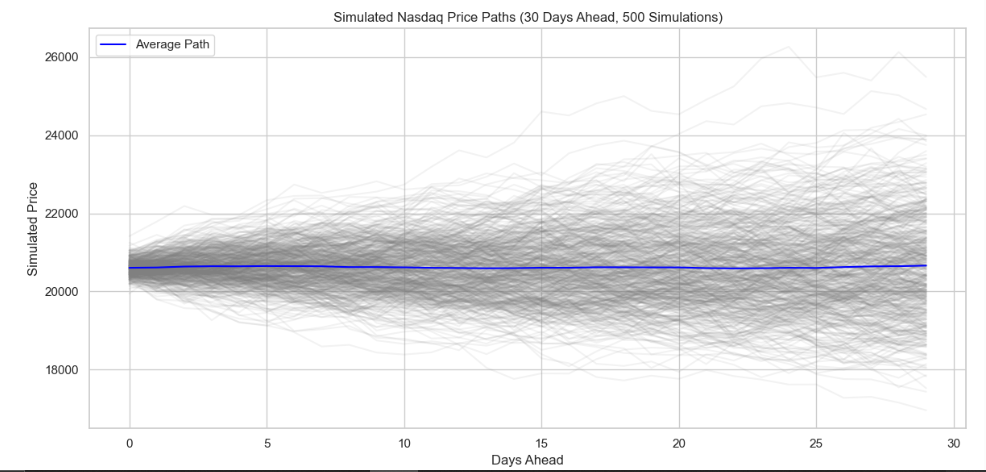 Simulated Nasdaq Price Paths (30 Days Ahead, 500 Simulations)
Average Path
26000
24000
22000
20000
18000
Simulated Price
0 5 10 15 20 25 30
Days Ahead